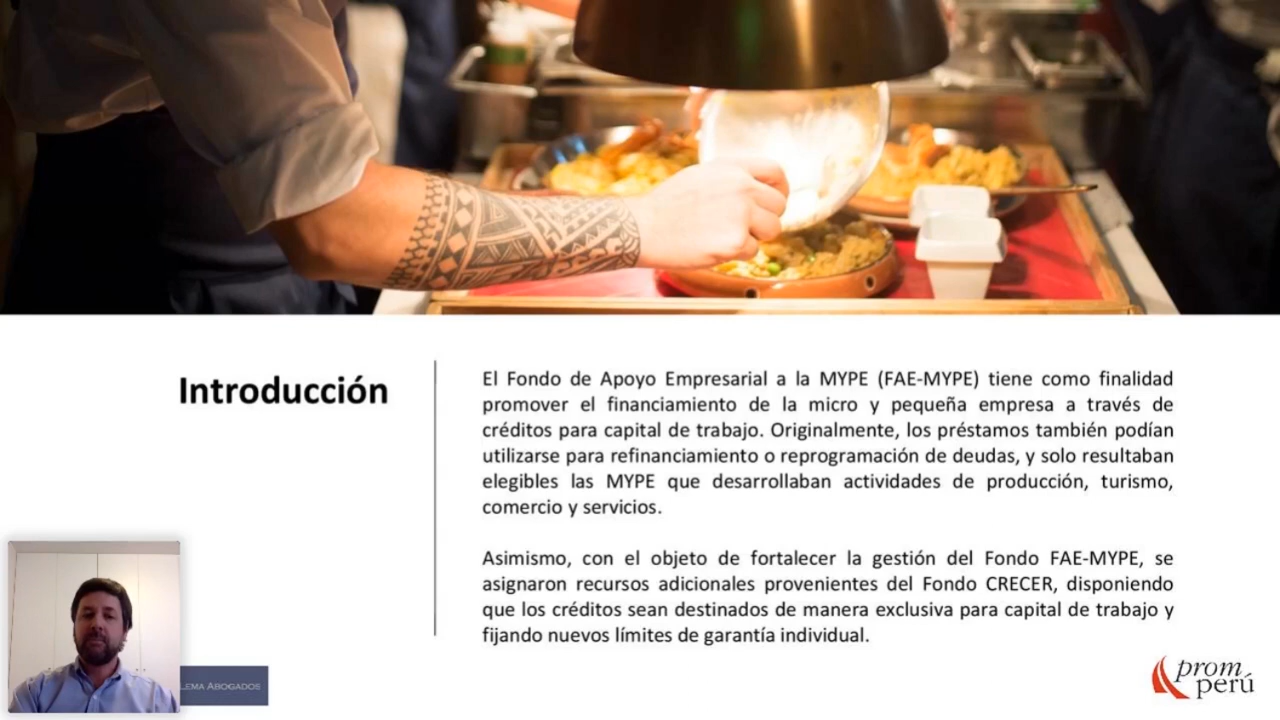 Introducción
El Fondo de Apoyo Empresarial a la MYPE (FAE-MYPE) tiene como finalidad
promover el financiamiento de la micro y pequeña empresa a través de
créditos para capital de trabajo. Originalmente, los préstamos también podían
utilizarse para refinanciamiento o reprogramación de deudas, y solo resultaban
elegibles las MYPE que desarrollaban actividades de producción, turismo,
comercio y servicios.
Asimismo, con el objeto de fortalecer la gestión del Fondo FAE-MYPE, se
asignaron recursos adicionales provenientes del Fondo CRECER, disponiendo
que los créditos sean destinados de manera exclusiva para capital de trabajo y
fijando nuevos límites de garantía individual.
LEMA ABOGADOS
prom
perú